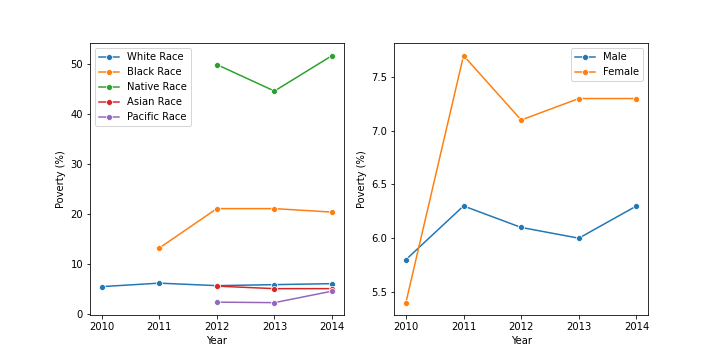 White Race
Black Race
Native Race
Asian Race
Pacific Race
50
40
30
20
10
0
Poverty (%)
2010 2011 2012 2013 2014
Year
Male
Female
7.5
7.0
6.5
6.0
5.5
Poverty (%)
2010 2011 2012 2013 2014
Year